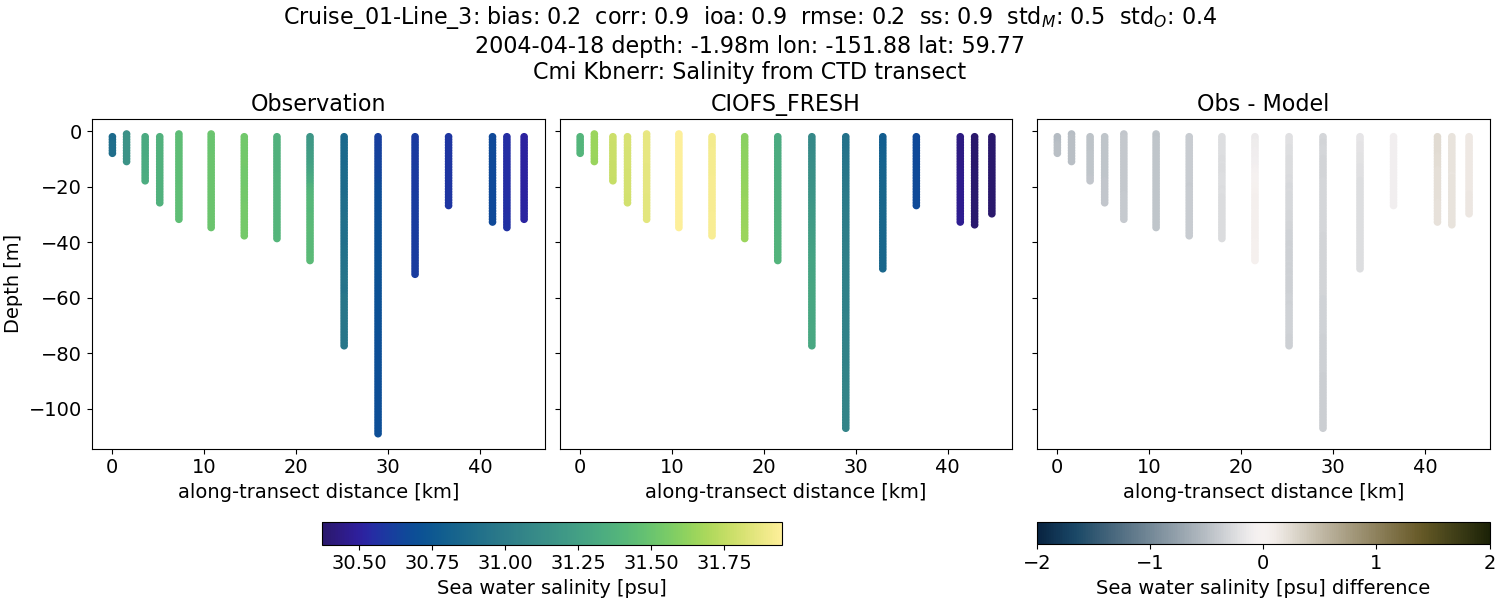 Cruise_01-Line_3: bias: 0.2 corr: 0.9 ioa: 0.9 rmse: 0.2 ss: 0.9 std_M: 0.5 std_O: 0.4
2004-04-18 depth: -1.98m lon: -151.88 lat: 59.77
Cmi Kbnerr: Salinity from CTD transect
Observation CIOFS_FRESH Obs - Model
Depth [m]
0
−20
−40
−60
−80
−100
0 10 20 30 40 0 10 20 30 40 0 10 20 30 40
along-transect distance [km] along-transect distance [km] along-transect distance [km]
30.50 30.75 31.00 31.25 31.50 31.75 −2 −1 0 1 2
Sea water salinity [psu] Sea water salinity [psu] difference